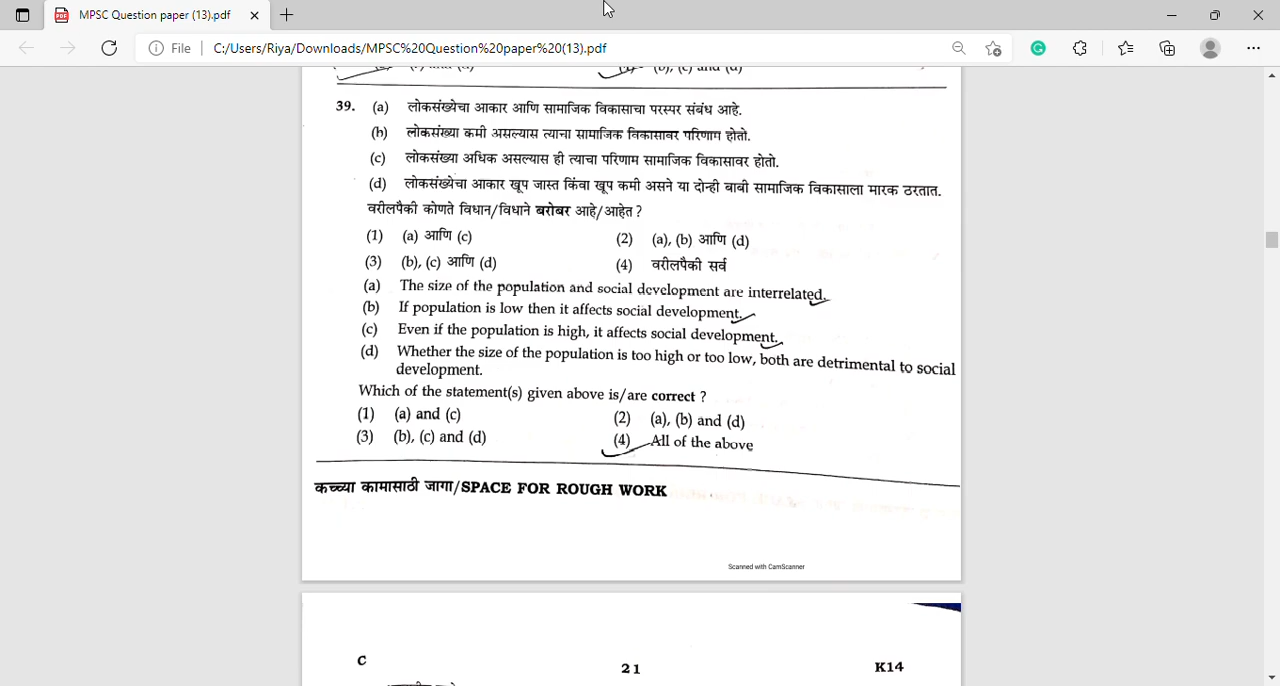 MPSC Question paper (13).pdf
File C:/Users/Riya/Downloads/MPSC%20Question%20paper%20(13).pdf
(b), (c) and (d)
39. (a) लोकसंख्येचा आकार आणि सामाजिक विकासाचा परस्पर संबंध आहे.
(b) लोकसंख्या कमी असल्यास त्याचा सामाजिक विकासावर परिणाम होतो.
(c) लोकसंख्या अधिक असल्यास ही त्याचा परिणाम सामाजिक विकासावर होतो.
(d) लोकसंख्येचा आकार खूप जास्त किंवा खूप कमी असने या दोन्ही बाबी सामाजिक विकासाला मारक ठरतात.
वरीलपैकी कोणते विधान/विधाने बरोबर आहे/आहेत ?
(1) (a) आणि (c) (2) (a), (b) आणि (d)
(3) (b), (c) आणि (d) (4) वरीलपैकी सर्व
(a) The size of the population and social development are interrelated.
(b) If population is low then it affects social development.
(c) Even if the population is high, it affects social development.
(d) Whether the size of the population is too high or too low, both are detrimental to social
development.
Which of the statement(s) given above is/are correct ?
(1) (a) and (c) (2) (a), (b) and (d)
(3) (b), (c) and (d) (4) All of the above
कच्च्या कामासाठी जागा/SPACE FOR ROUGH WORK
Scanned with CamScanner
C 21 K14